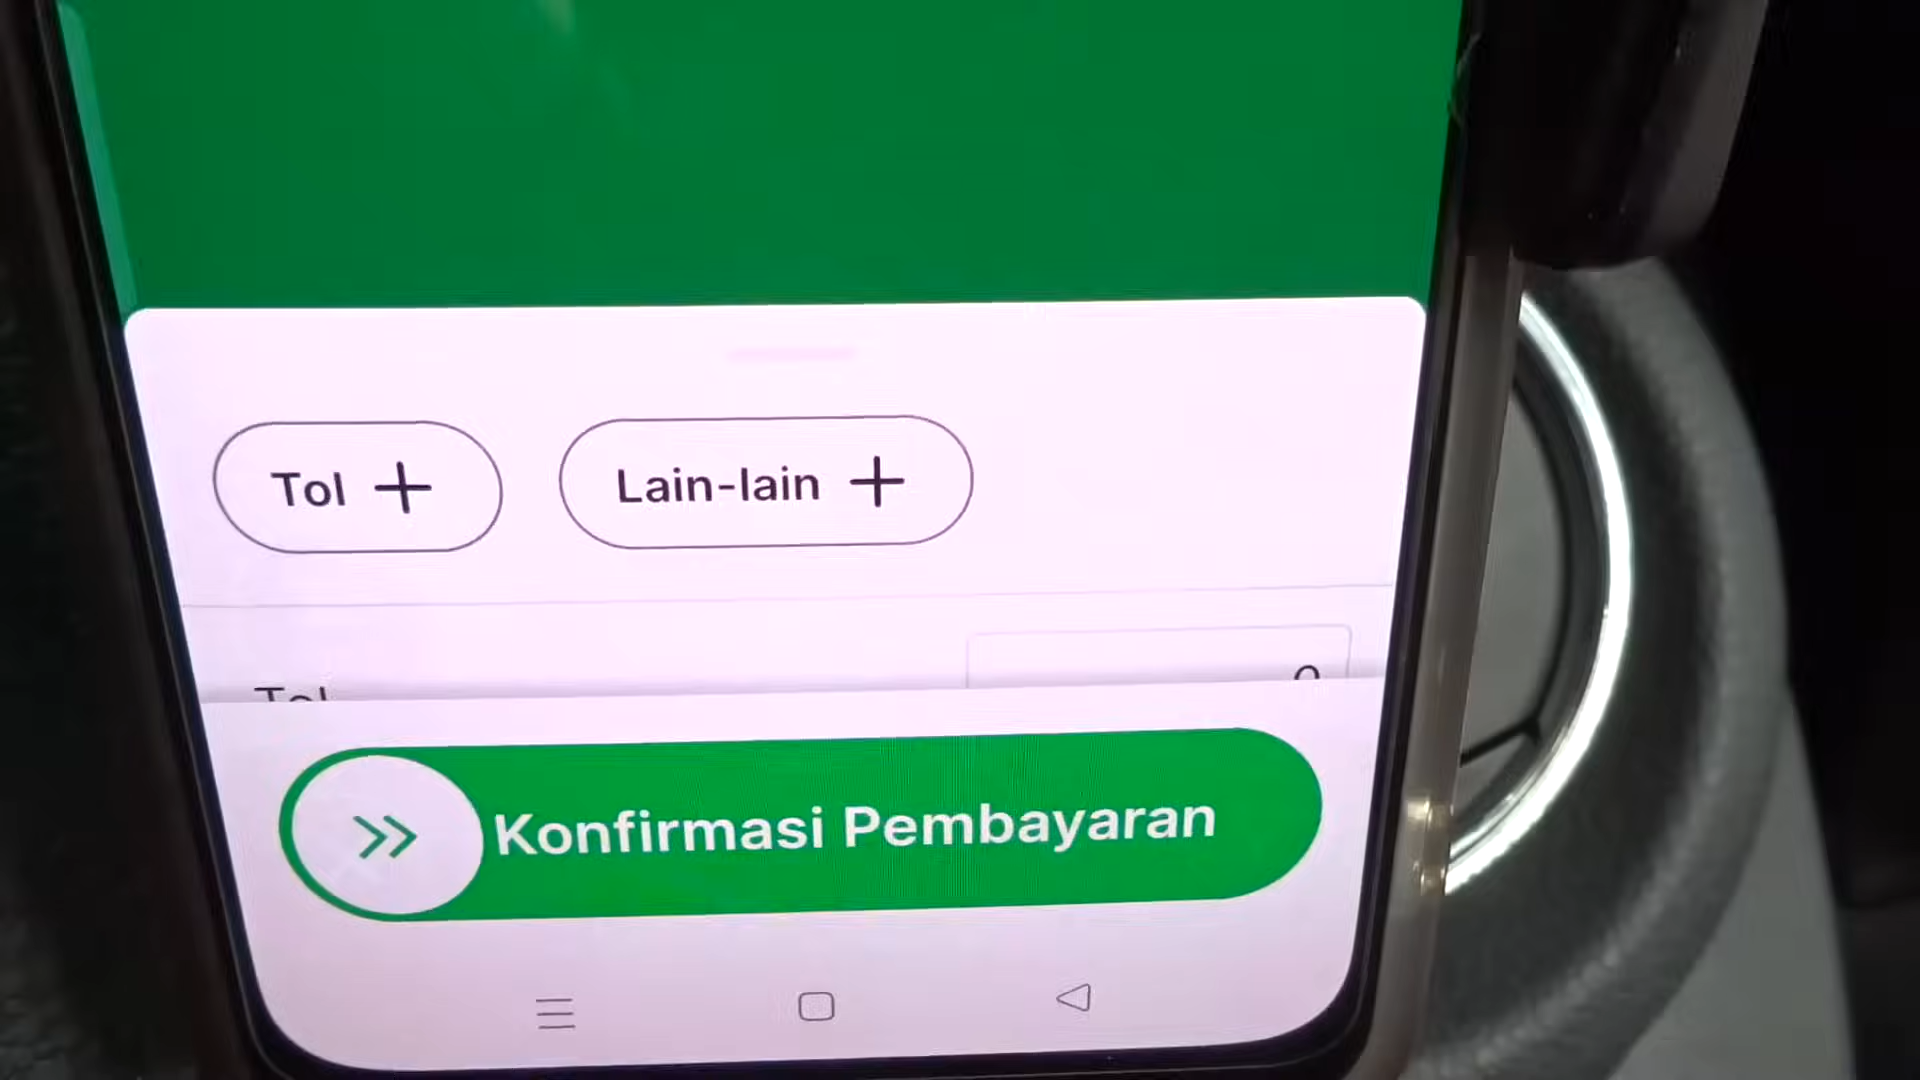 Tol +
Lain-lain +
Tol
Konfirmasi Pembayaran